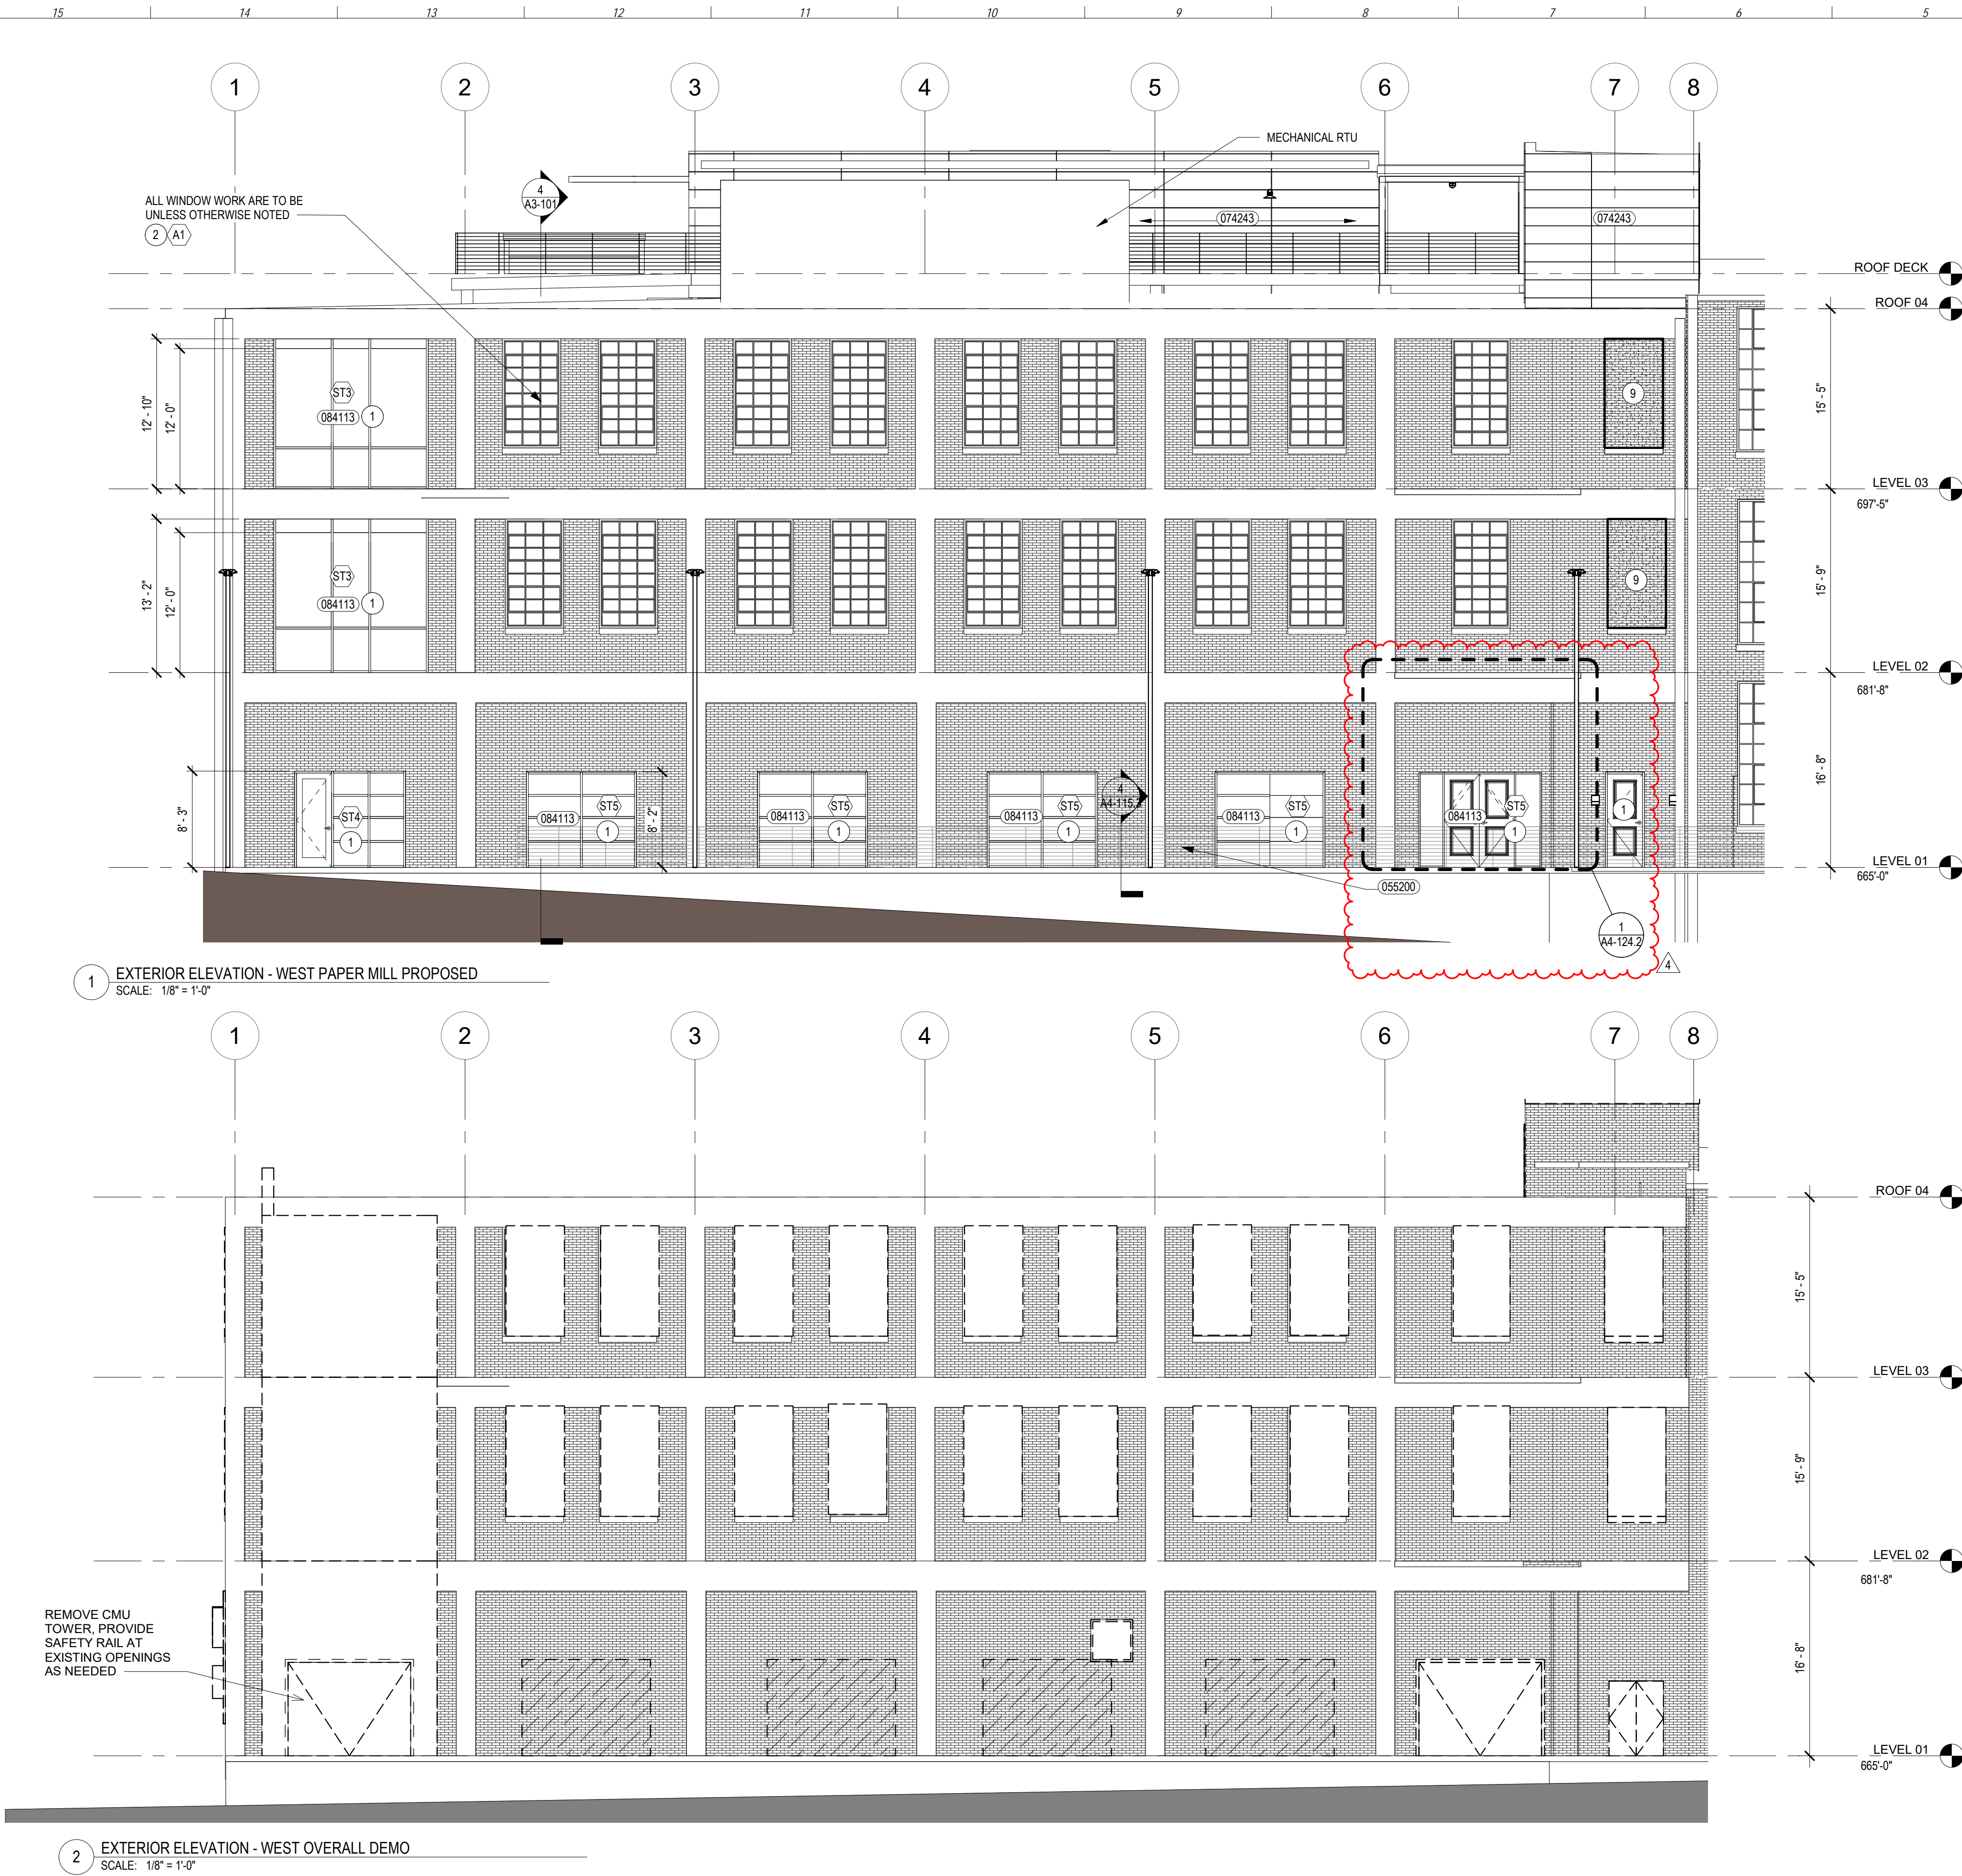 15 14 13 12 11 10 9 8 7 6 5
1 2 3 4 5 6 7 8
MECHANICAL RTU
4
A3-101
ALL WINDOW WORK ARE TO BE
UNLESS OTHERWISE NOTED
2 A1
074243 074243
ROOF DECK
ROOF 04
12' - 10"
12' - 0"
ST3
084113 1
9
15' - 5"
LEVEL 03
697'-5"
13' - 2"
12' - 0"
ST3
084113 1
9
15' - 9"
LEVEL 02
681'-8"
8' - 3"
ST4
1
084113
ST5
1
8' - 2"
084113
ST5
1
084113
ST5
1
4
A4-115.2
084113
ST5
1
084113
ST5
1
1
16' - 8"
LEVEL 01
665'-0"
055200
1
A4-124.2
4
1 EXTERIOR ELEVATION - WEST PAPER MILL PROPOSED
SCALE: 1/8" = 1'-0"
1 2 3 4 5 6 7 8
ROOF 04
15' - 5"
LEVEL 03
15' - 9"
LEVEL 02
681'-8"
REMOVE CMU
TOWER, PROVIDE
SAFETY RAIL AT
EXISTING OPENINGS
AS NEEDED
16' - 8"
LEVEL 01
665'-0"
2 EXTERIOR ELEVATION - WEST OVERALL DEMO
SCALE: 1/8" = 1'-0"